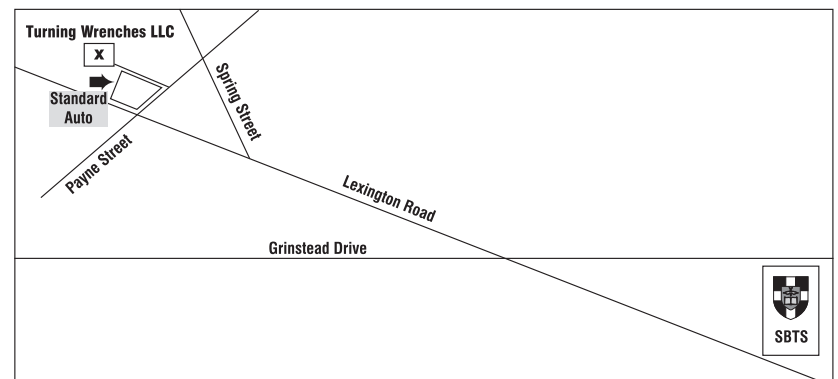 Turning Wrenches LLC
X
Standard
Auto
Spring Street
Payne Street
Lexington Road
Grinstead Drive
SBTS